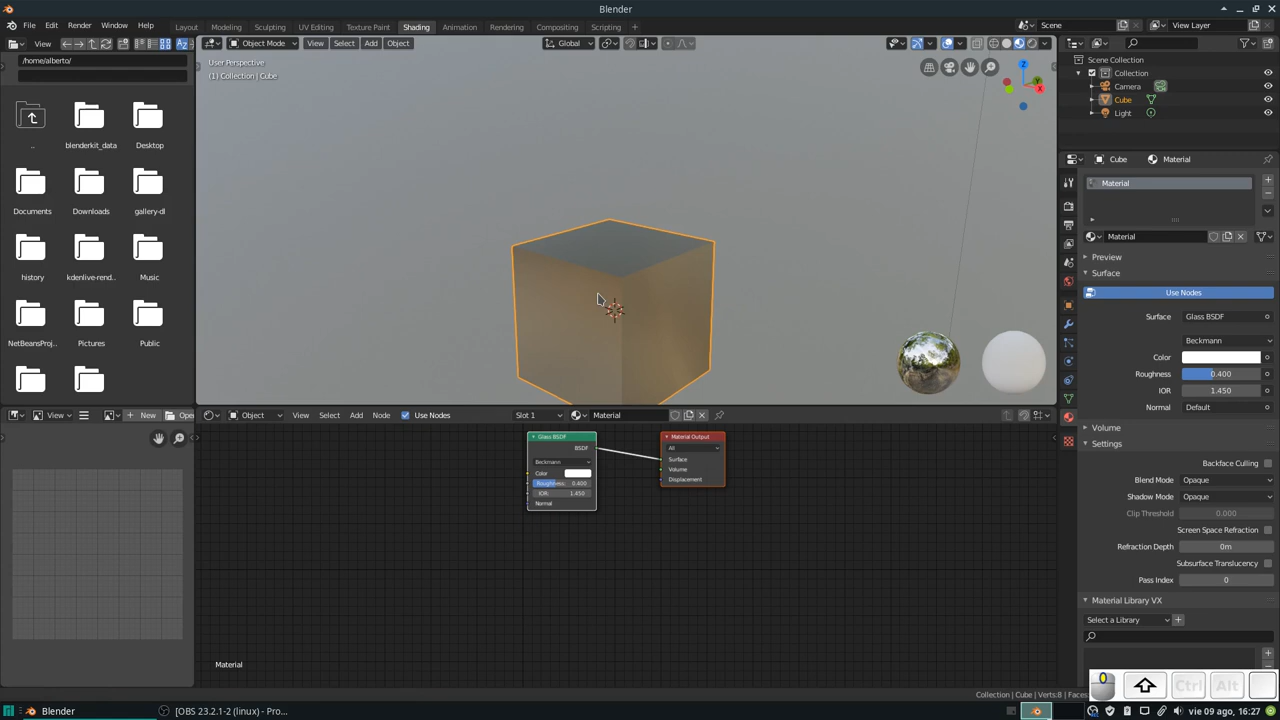 Blender
File Edit Render Window Help
Layout Modeling Sculpting UV Editing Texture Paint Shading Animation Rendering Compositing Scripting +
Scene
View Layer
View
Object Mode View Select Add Object
Global
/home/alberto/
User Perspective
(1) Collection | Cube
Scene Collection
Collection
Camera
Cube
Light
..
blenderkit_data
Desktop
Documents
Downloads
gallery-dl
history
kdenlive-rend...
Music
NetBeansProj...
Pictures
Public
Cube
Material
Material
Material
Preview
Surface
Use Nodes
Surface Glass BSDF
Beckmann
Color
Roughness 0.400
IOR 1.450
Normal Default
Volume
Settings
Backface Culling
Blend Mode Opaque
Shadow Mode Opaque
Clip Threshold 0.000
Screen Space Refraction
Refraction Depth 0m
Subsurface Translucency
Pass Index 0
Material Library VX
Select a Library
View
New
Open
Object View Select Add Node Use Nodes Slot 1 Material
Glass BSDF
BSDF
Beckmann
Color
Roughness: 0.400
IOR 1.450
Normal
Material Output
All
Surface
Volume
Displacement
Material
Ctrl Alt
Collection | Cube | Verts:8 | Faces
Blender
[OBS 23.2.1-2 (linux) - Pro...
vie 09 ago, 16:27